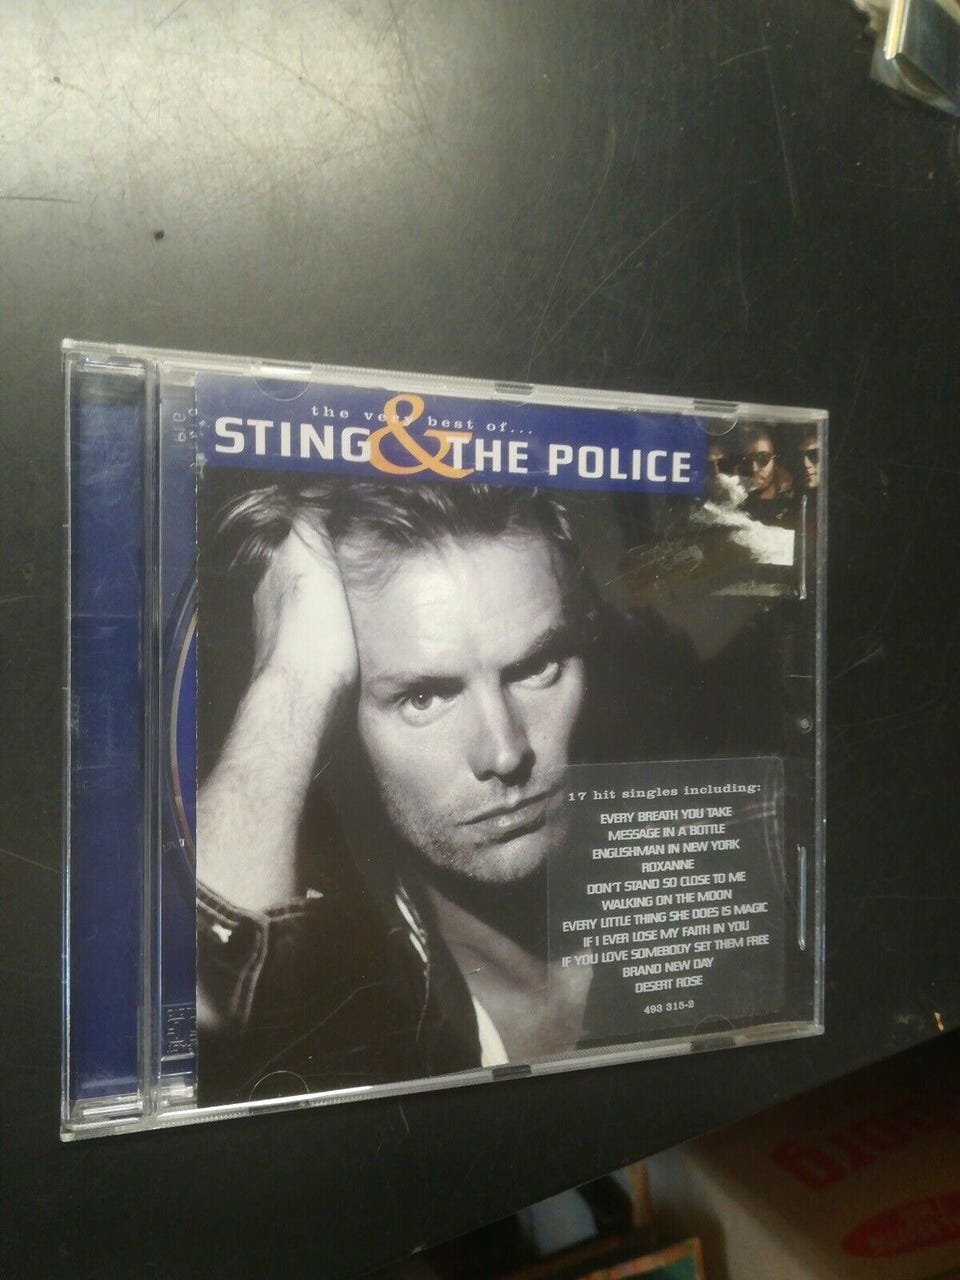 the very best of...
STING & THE POLICE
17 hit singles including:
EVERY BREATH YOU TAKE
MESSAGE IN A BOTTLE
ENGLISHMAN IN NEW YORK
ROXANNE
DON'T STAND SO CLOSE TO ME
WALKING ON THE MOON
EVERY LITTLE THING SHE DOES IS MAGIC
IF I EVER LOSE MY FAITH IN YOU
IF YOU LOVE SOMEBODY SET THEM FREE
BRAND NEW DAY
DESERT ROSE
493 315-2